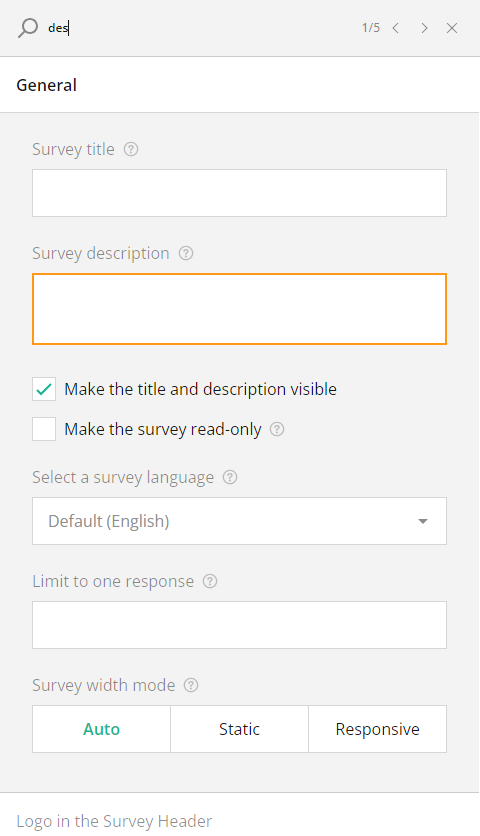 des
1/5
General
Survey title
Survey description
Make the title and description visible
Make the survey read-only
Select a survey language
Default (English)
Limit to one response
Survey width mode
Auto Static Responsive
Logo in the Survey Header